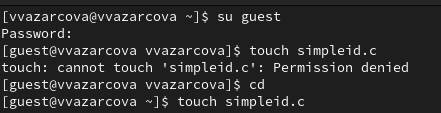 [vvazarcova@vvazarcova ~]$ su guest
Password:
[guest@vvazarcova vvazarcova]$ touch simpleid.c
touch: cannot touch 'simpleid.c': Permission denied
[guest@vvazarcova vvazarcova]$ cd
[guest@vvazarcova ~]$ touch simpleid.c